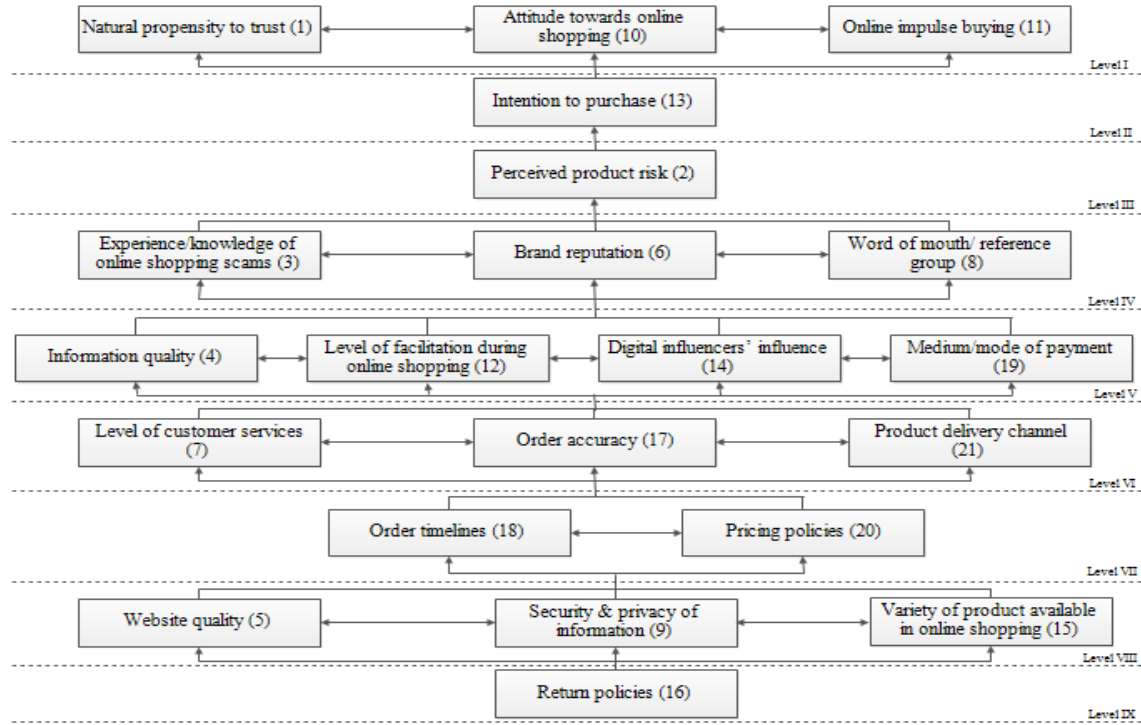 Natural propensity to trust (1)
Attitude towards online
shopping (10)
Online impulse buying (11)
Level I
Intention to purchase (13)
Level II
Perceived product risk (2)
Level III
Experience/knowledge of
online shopping scams (3)
Brand reputation (6)
Word of mouth/ reference
group (8)
Level IV
Information quality (4)
Level of facilitation during
online shopping (12)
Digital influencers’ influence
(14)
Medium/mode of payment
(19)
Level V
Level of customer services
(7)
Order accuracy (17)
Product delivery channel
(21)
Level VI
Order timelines (18)
Pricing policies (20)
Level VII
Website quality (5)
Security & privacy of
information (9)
Variety of product available
in online shopping (15)
Level VIII
Return policies (16)
Level IX